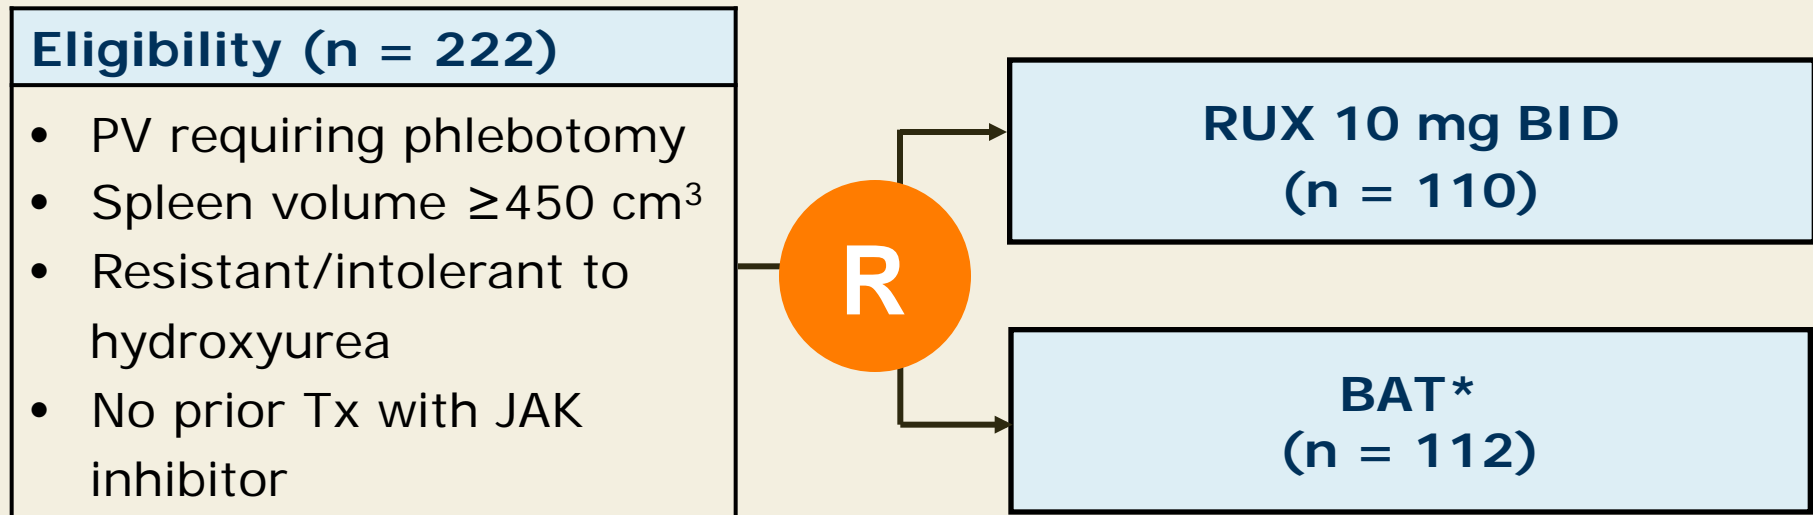 Eligibility (n = 222)
• PV requiring phlebotomy
• Spleen volume ≥450 cm³
• Resistant/intolerant to
hydroxyurea
• No prior Tx with JAK
inhibitor
R
RUX 10 mg BID
(n = 110)
BAT*
(n = 112)